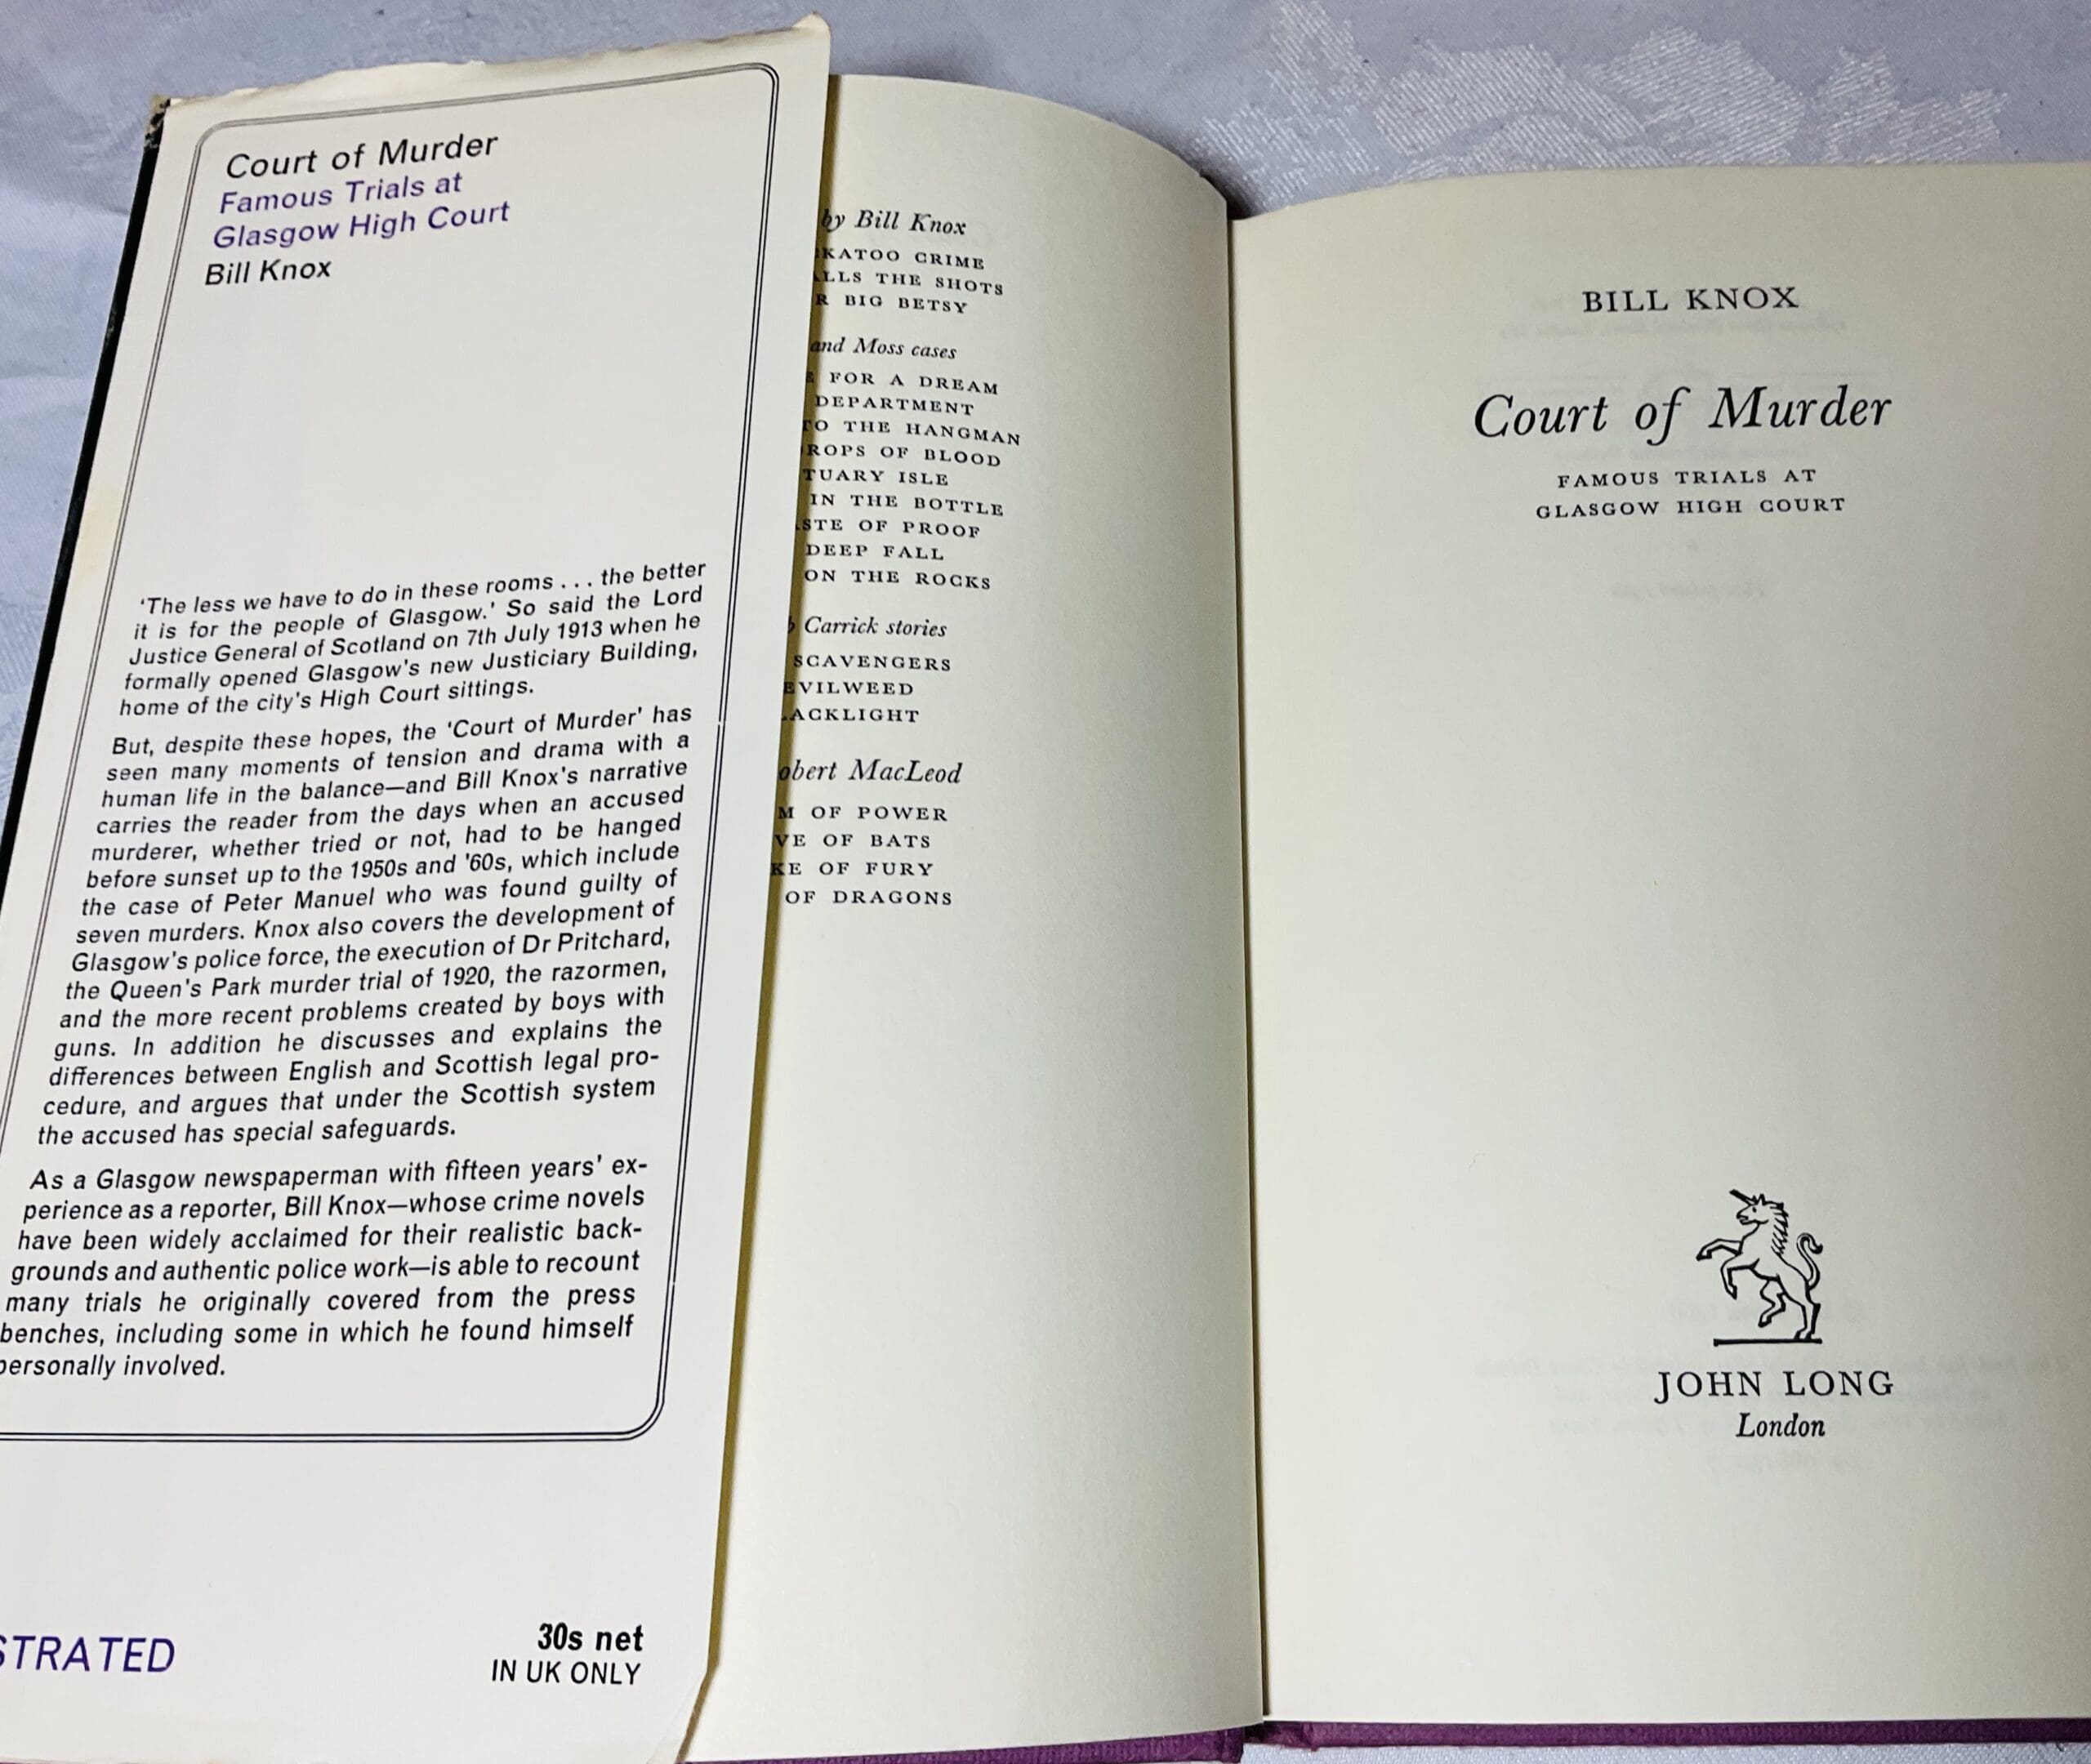 Court of Murder
Famous Trials at
Glasgow High Court
Bill Knox
‘The less we have to do in these rooms . . . the better
it is for the people of Glasgow.’ So said the Lord
Justice General of Scotland on 7th July 1913 when he
formally opened Glasgow's new Justiciary Building,
home of the city's High Court sittings.
But, despite these hopes, the ‘Court of Murder’ has
seen many moments of tension and drama with a
human life in the balance—and Bill Knox's narrative
carries the reader from the days when an accused
murderer, whether tried or not, had to be hanged
before sunset up to the 1950s and '60s, which include
the case of Peter Manuel who was found guilty of
seven murders. Knox also covers the development of
Glasgow's police force, the execution of Dr Pritchard,
the Queen's Park murder trial of 1920, the razormen,
and the more recent problems created by boys with
guns. In addition he discusses and explains the
differences between English and Scottish legal pro-
cedure, and argues that under the Scottish system
the accused has special safeguards.
As a Glasgow newspaperman with fifteen years' ex-
perience as a reporter, Bill Knox—whose crime novels
have been widely acclaimed for their realistic back-
grounds and authentic police work—is able to recount
many trials he originally covered from the press
benches, including some in which he found himself
personally involved.
STRATED
30s net
IN UK ONLY
by Bill Knox
KATOO CRIME
LLS THE SHOTS
R BIG BETSY
and Moss cases
FOR A DREAM
DEPARTMENT
TO THE HANGMAN
ROPS OF BLOOD
TUARY ISLE
IN THE BOTTLE
STE OF PROOF
DEEP FALL
ON THE ROCKS
Carrick stories
SCAVENGERS
EVILWEED
ACKLIGHT
obert MacLeod
M OF POWER
VE OF BATS
KE OF FURY
OF DRAGONS
BILL KNOX
Court of Murder
FAMOUS TRIALS AT
GLASGOW HIGH COURT
JOHN LONG
London